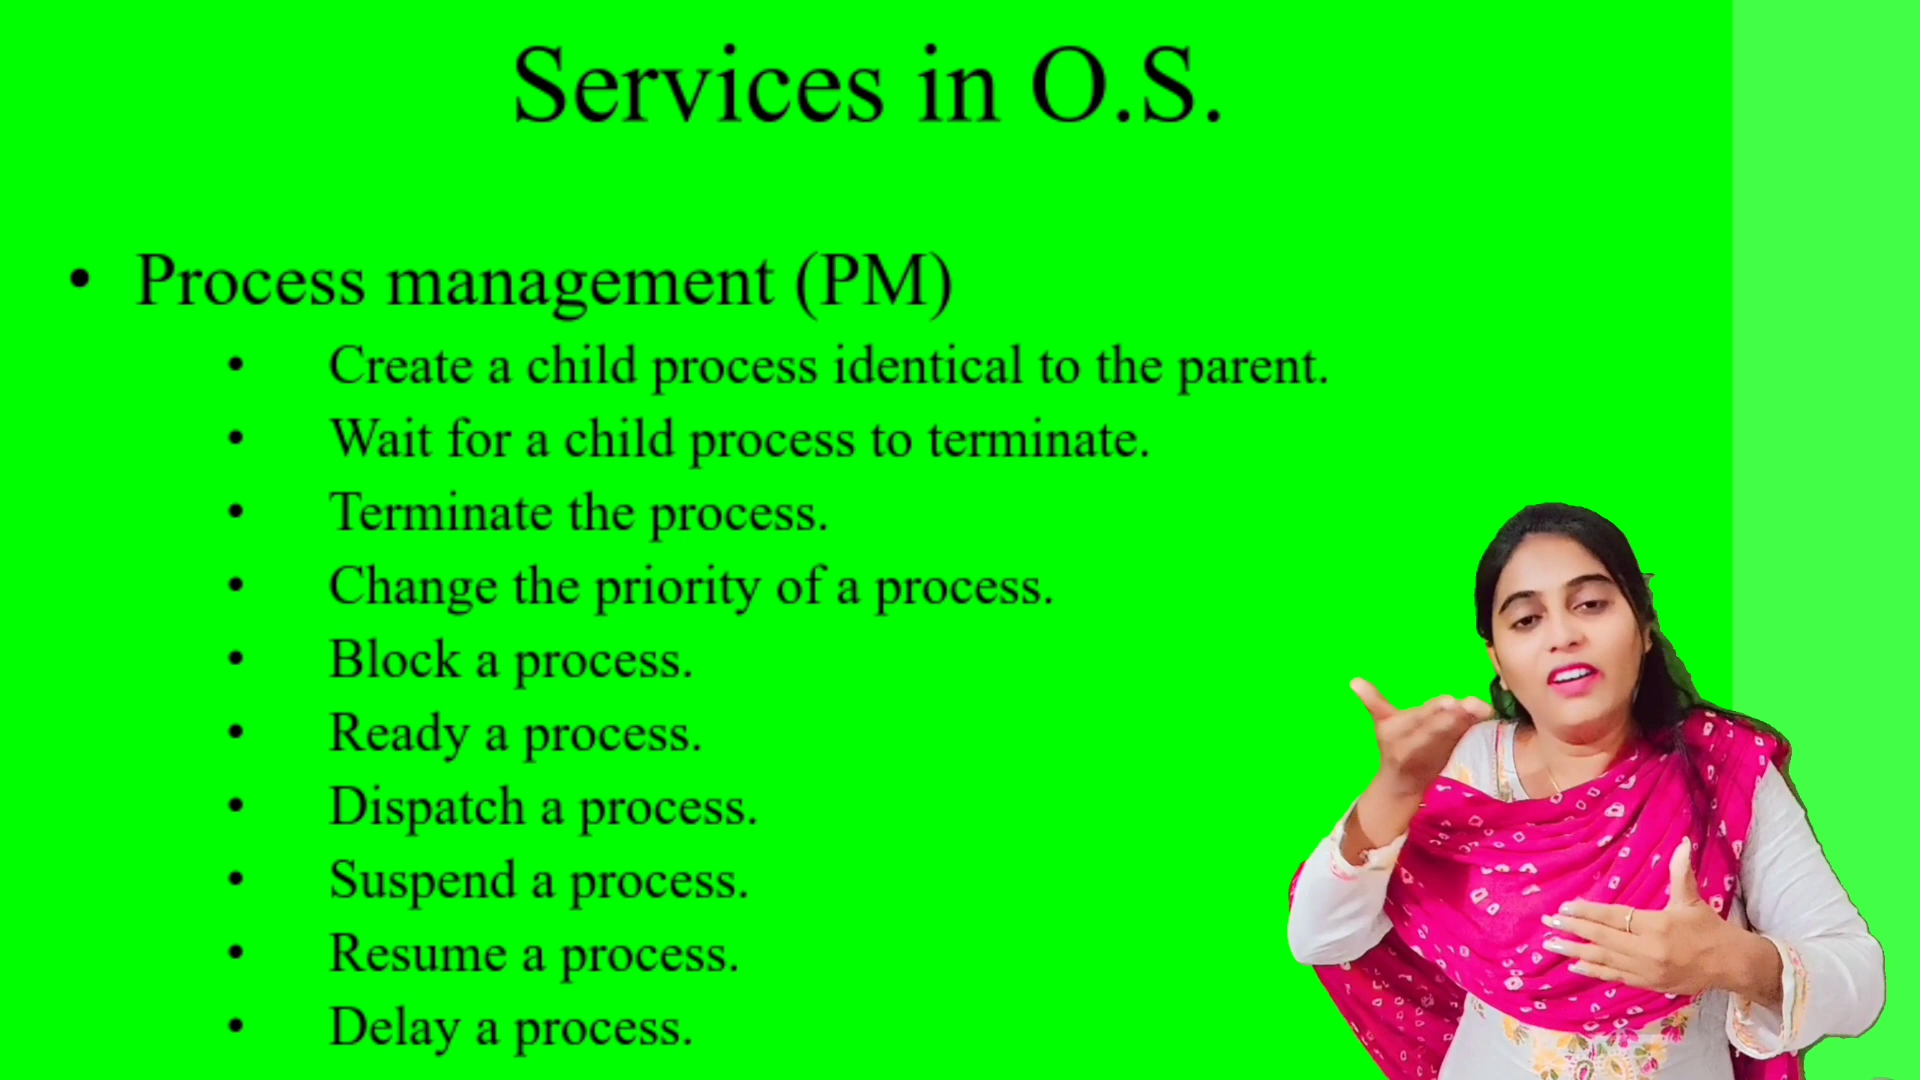 Services in O.S.
• Process management (PM)
• Create a child process identical to the parent.
• Wait for a child process to terminate.
• Terminate the process.
• Change the priority of a process.
• Block a process.
• Ready a process.
• Dispatch a process.
• Suspend a process.
• Resume a process.
• Delay a process.